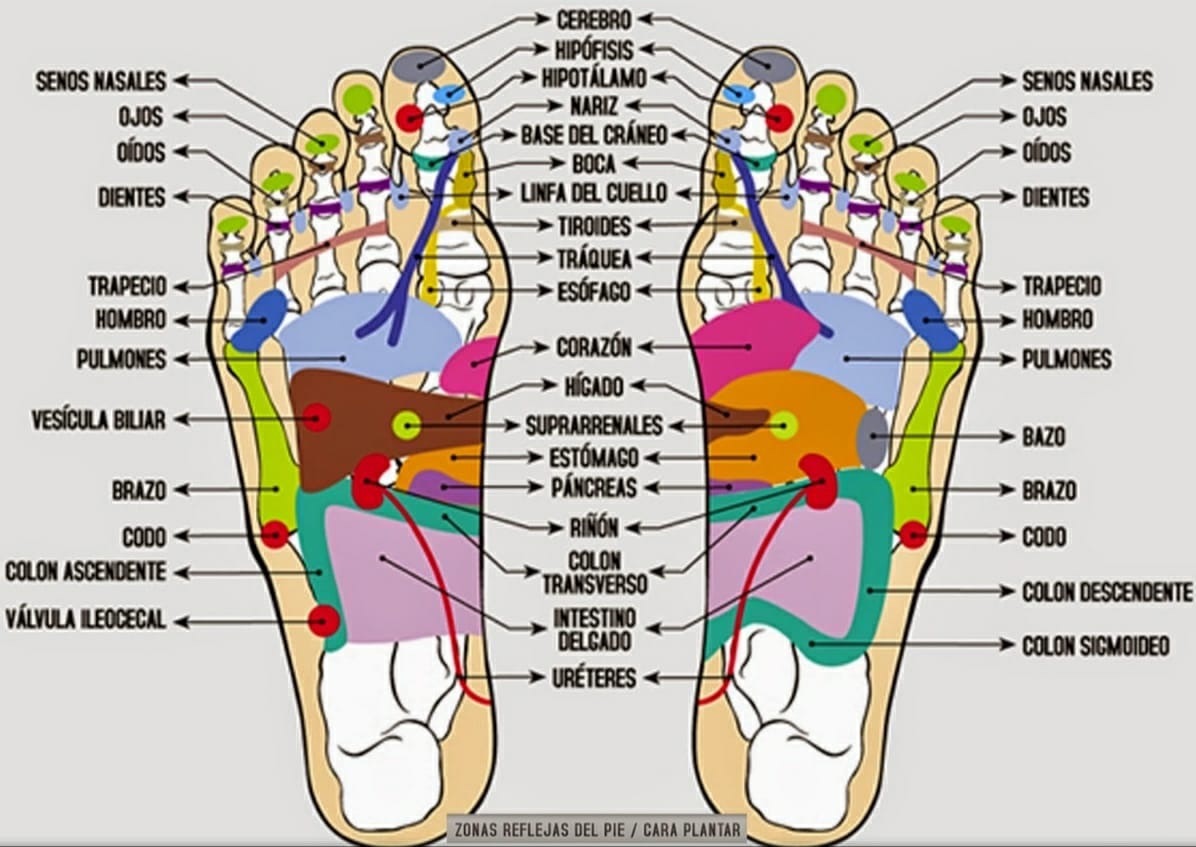 CEREBRO
HIPÓFISIS
HIPOTÁLAMO
NARIZ
BASE DEL CRÁNEO
BOCA
LINFA DEL CUELLO
TIROIDES
TRÁQUEA
ESÓFAGO
CORAZÓN
HÍGADO
SUPRARRENALES
ESTÓMAGO
PÁNCREAS
RIÑÓN
COLON
TRANSVERSO
INTESTINO
DELGADO
URÉTERES
SENOS NASALES
OJOS
OÍDOS
DIENTES
TRAPECIO
HOMBRO
PULMONES
VESÍCULA BILIAR
BRAZO
CODO
COLON ASCENDENTE
VÁLVULA ILEOCECAL
SENOS NASALES
OJOS
OÍDOS
DIENTES
TRAPECIO
HOMBRO
PULMONES
BAZO
BRAZO
CODO
COLON DESCENDENTE
COLON SIGMOIDEO
ZONAS REFLEJAS DEL PIE / CARA PLANTAR